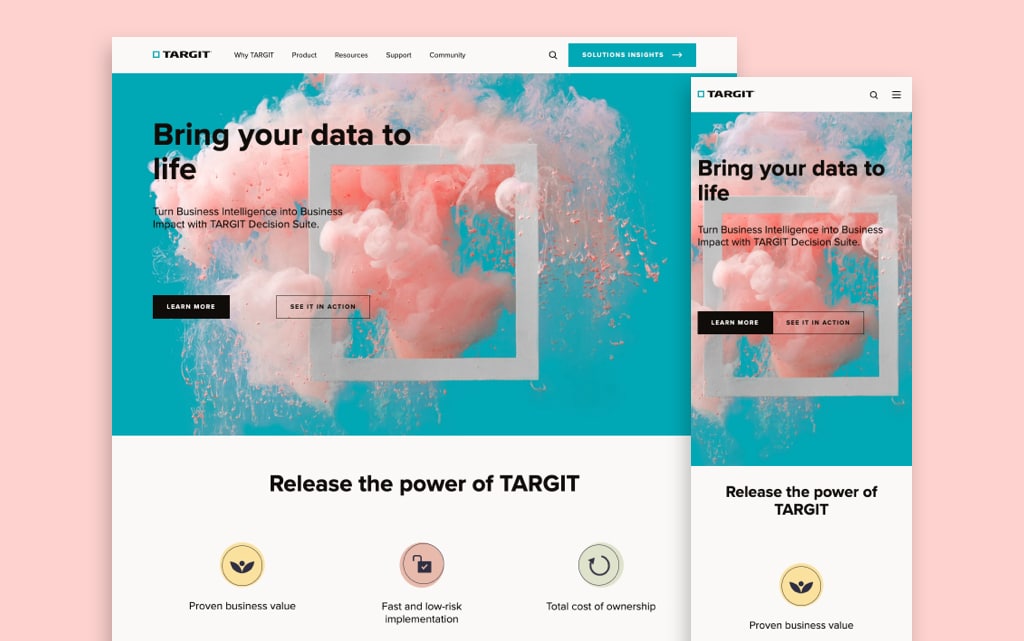 TARGIT
Why TARGIT
Product
Resources
Support
Community
SOLUTIONS INSIGHTS
Bring your data to
life
Turn Business Intelligence into Business
Impact with TARGIT Decision Suite.
LEARN MORE
SEE IT IN ACTION
Release the power of TARGIT
Proven business value
Fast and low-risk
implementation
Total cost of ownership
TARGIT
Bring your data to
life
Turn Business Intelligence into Business
Impact with TARGIT Decision Suite.
LEARN MORE
SEE IT IN ACTION
Release the power of
TARGIT
Proven business value